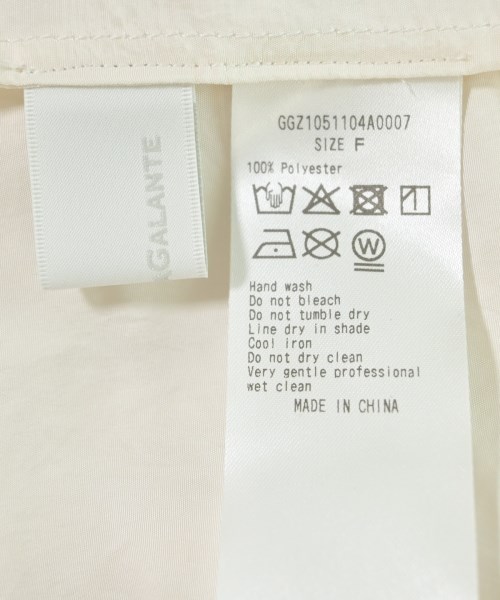 GGZ1051104A0007
SIZE F
100% Polyester
W
Hand wash
Do not bleach
Do not tumble dry
Line dry in shade
Cool iron
Do not dry clean
Very gentle professional
wet clean
MADE IN CHINA
AGALANTE